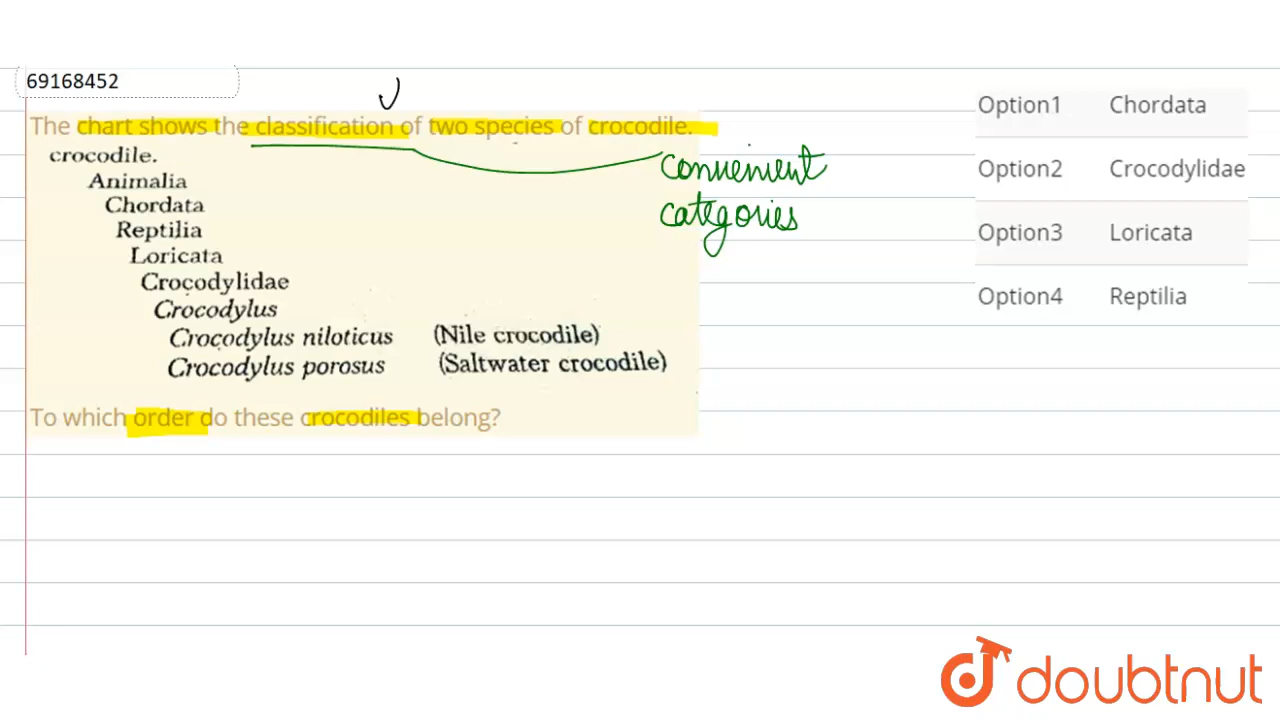 69168452
The chart shows the classification of two species of crocodile.
crocodile.
Animalia
Chordata
Reptilia
Loricata
Crocodylidae
Crocodylus
Crocodylus niloticus (Nile crocodile)
Crocodylus porosus (Saltwater crocodile)
To which order do these crocodiles belong?
convenient
categories
Option1 Chordata
Option2 Crocodylidae
Option3 Loricata
Option4 Reptilia
doubtnut